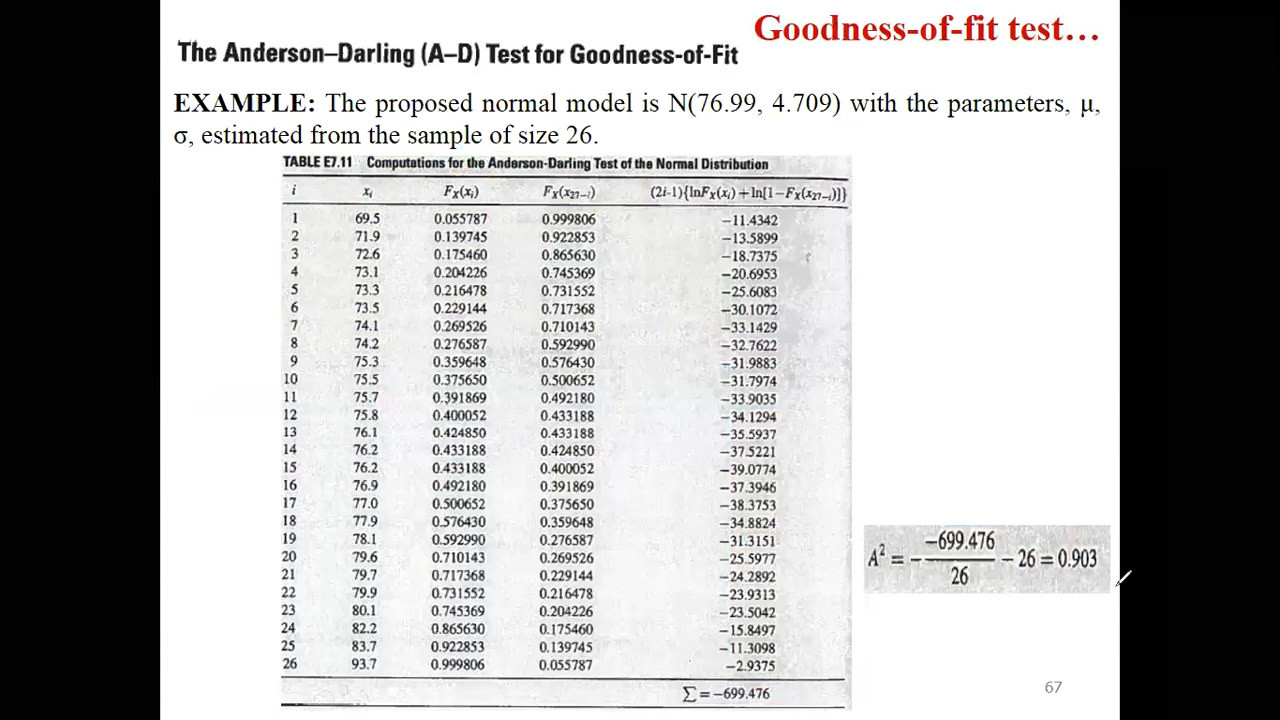 Goodness-of-fit test…
The Anderson–Darling (A–D) Test for Goodness-of-Fit
EXAMPLE: The proposed normal model is N(76.99, 4.709) with the parameters, μ,
σ, estimated from the sample of size 26.
TABLE E7.11 Computations for the Anderson-Darling Test of the Normal Distribution
i xᵢ F_X(xᵢ) F_X(x₂₇₋ᵢ) (2i-1){lnF_X(xᵢ)+ln[1−F_X(x₂₇₋ᵢ)]}
1 69.5 0.055787 0.999806 −11.4342
2 71.9 0.139745 0.922853 −13.5899
3 72.6 0.175460 0.865630 −18.7375
4 73.1 0.204226 0.745369 −20.6953
5 73.3 0.216478 0.731552 −25.6083
6 73.5 0.229144 0.717368 −30.1072
7 74.1 0.269526 0.710143 −33.1429
8 74.2 0.276587 0.592990 −32.7622
9 75.3 0.359648 0.576430 −31.9883
10 75.5 0.375650 0.500652 −31.7974
11 75.7 0.391869 0.492180 −33.9035
12 75.8 0.400052 0.433188 −34.1294
13 76.1 0.424850 0.433188 −35.5937
14 76.2 0.433188 0.424850 −37.5221
15 76.2 0.433188 0.400052 −39.0774
16 76.9 0.492180 0.391869 −37.3946
17 77.0 0.500652 0.375650 −38.3753
18 77.9 0.576430 0.359648 −34.8824
19 78.1 0.592990 0.276587 −31.3151
20 79.6 0.710143 0.269526 −25.5977
21 79.7 0.717368 0.229144 −24.2892
22 79.9 0.731552 0.216478 −23.9313
23 80.1 0.745369 0.204226 −23.5042
24 82.2 0.865630 0.175460 −15.8497
25 83.7 0.922853 0.139745 −11.3098
26 93.7 0.999806 0.055787 −2.9375
∑ = −699.476
A² = − −699.476 / 26 − 26 = 0.903
67